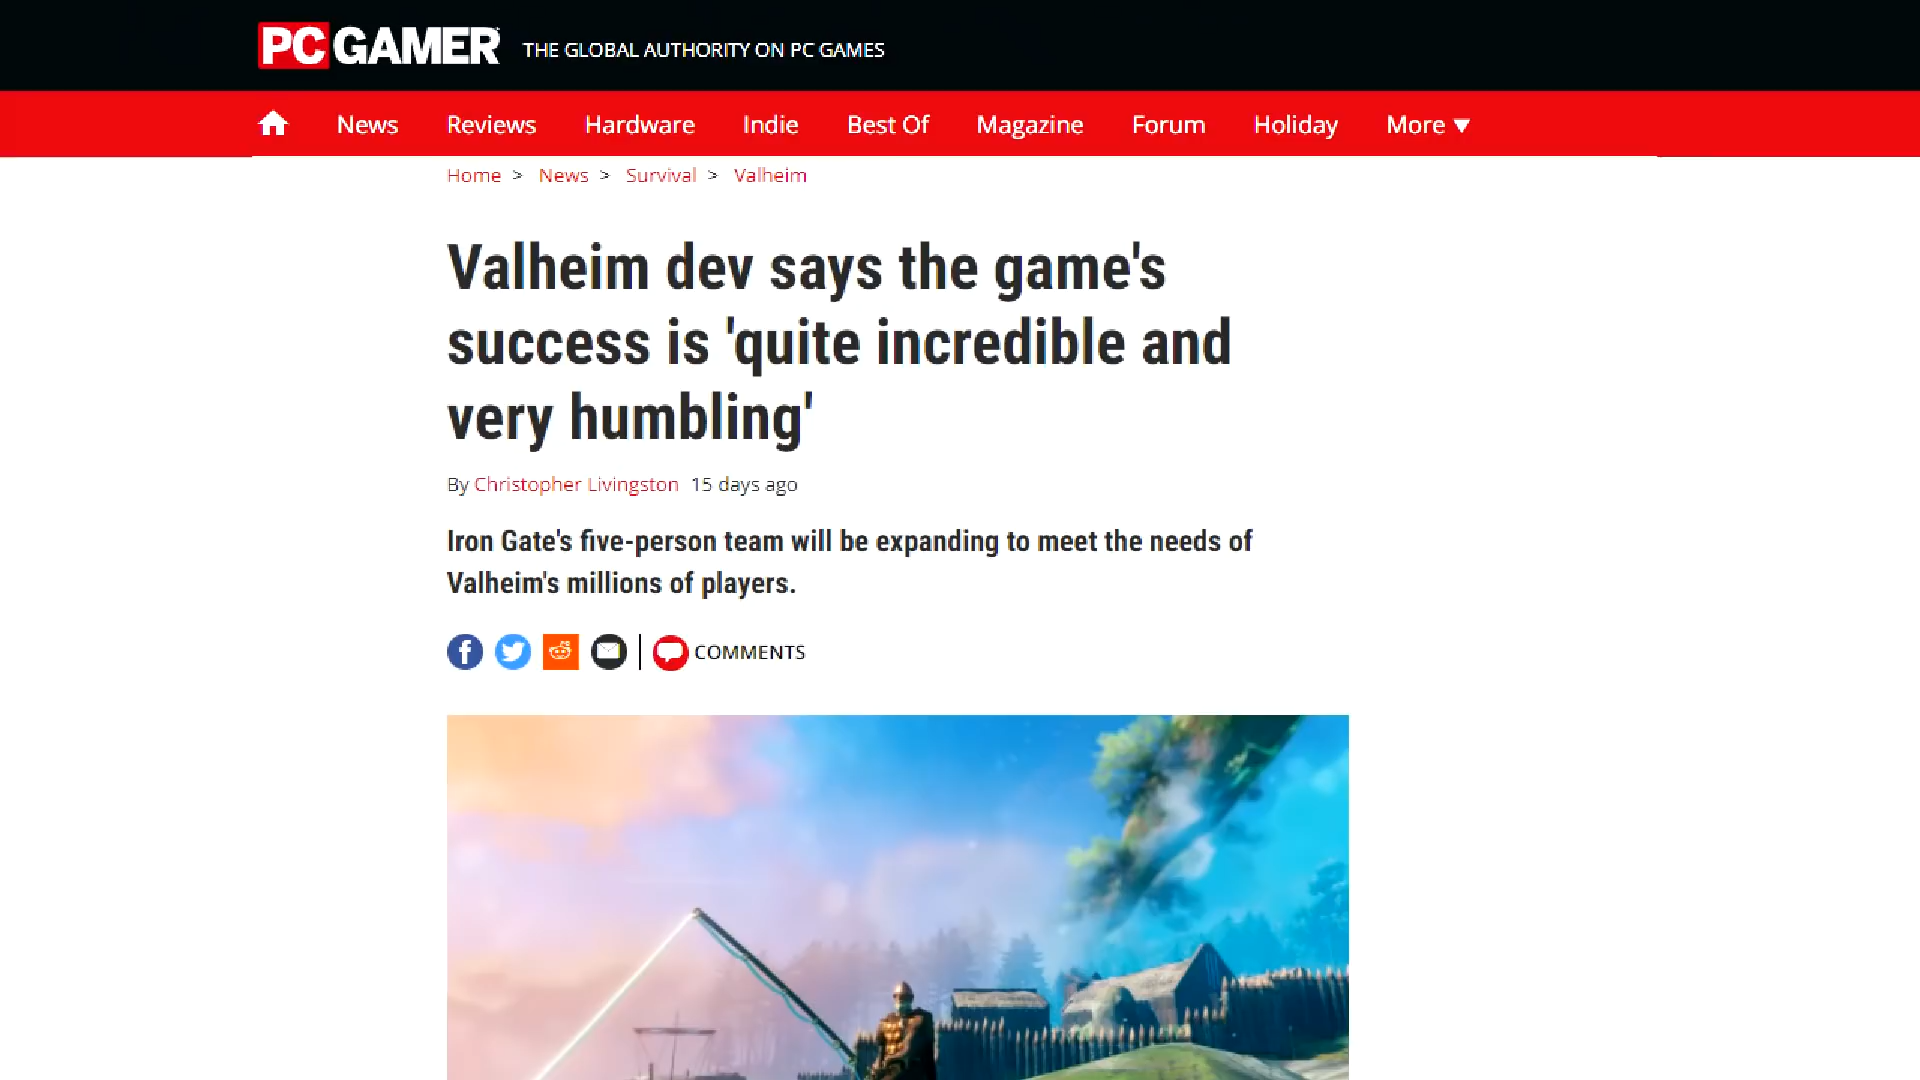 PC GAMER THE GLOBAL AUTHORITY ON PC GAMES
News Reviews Hardware Indie Best Of Magazine Forum Holiday More ▼
Home > News > Survival > Valheim
Valheim dev says the game's
success is 'quite incredible and
very humbling'
By Christopher Livingston 15 days ago
Iron Gate's five-person team will be expanding to meet the needs of
Valheim's millions of players.
COMMENTS